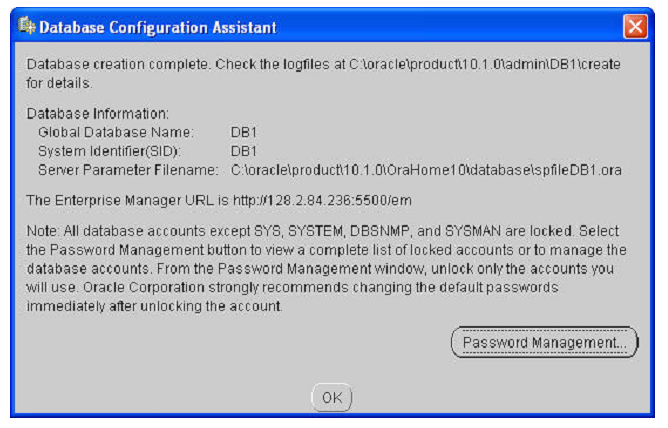 Database Configuration Assistant
Database creation complete. Check the logfiles at C:\oracle\product\10.1.0\admin\DB1\create
for details.
Database Information:
Global Database Name: DB1
System Identifier(SID): DB1
Server Parameter Filename: C:\oracle\product\10.1.0\OraHome10\database\spfileDB1.ora
The Enterprise Manager URL is http://128.2.84.236:5500/em
Note: All database accounts except SYS, SYSTEM, DBSNMP, and SYSMAN are locked. Select
the Password Management button to view a complete list of locked accounts or to manage the
database accounts. From the Password Management window, unlock only the accounts you
will use. Oracle Corporation strongly recommends changing the default passwords
immediately after unlocking the account.
Password Management...
OK